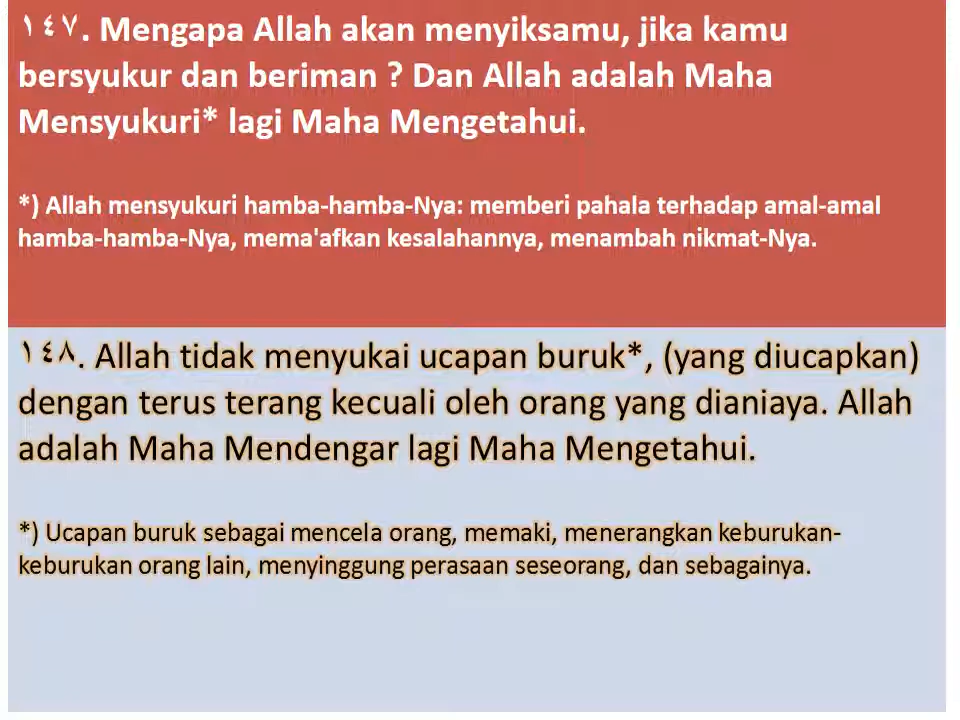 ١٤٧. Mengapa Allah akan menyiksamu, jika kamu
bersyukur dan beriman ? Dan Allah adalah Maha
Mensyukuri* lagi Maha Mengetahui.
*) Allah mensyukuri hamba-hamba-Nya: memberi pahala terhadap amal-amal
hamba-hamba-Nya, mema'afkan kesalahannya, menambah nikmat-Nya.
١٤٨. Allah tidak menyukai ucapan buruk*, (yang diucapkan)
dengan terus terang kecuali oleh orang yang dianiaya. Allah
adalah Maha Mendengar lagi Maha Mengetahui.
*) Ucapan buruk sebagai mencela orang, memaki, menerangkan keburukan-
keburukan orang lain, menyinggung perasaan seseorang, dan sebagainya.